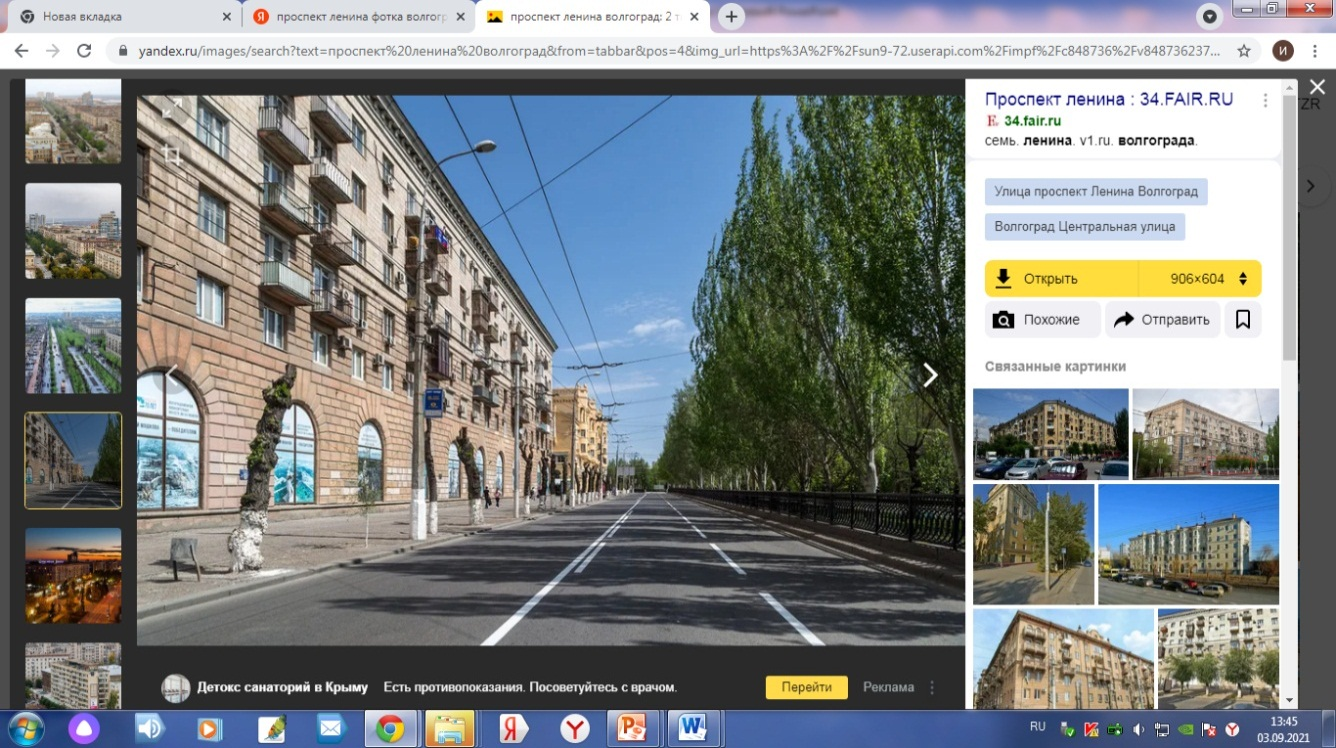 Новая вкладка
проспект ленина фотка волгогр
проспект ленина волгоград: 2 т
yandex.ru/images/search?text=проспект%20ленина%20волгоград&from=tabbar&pos=4&img_url=https%3A%2F%2Fsun9-72.userapi.com%2Fimpf%2Fc848736%2Fv848736237...
И
TZR
Проспект ленина : 34.FAIR.RU
34.fair.ru
семь. ленина. v1.ru. волгограда.
Улица проспект Ленина Волгоград
Волгоград Центральная улица
Открыть 906×604
Похожие
Отправить
Связанные картинки
Детокс санаторий в Крыму Есть противопоказания. Посоветуйтесь с врачом.
Перейти
Реклама
RU
13:45
03.09.2021